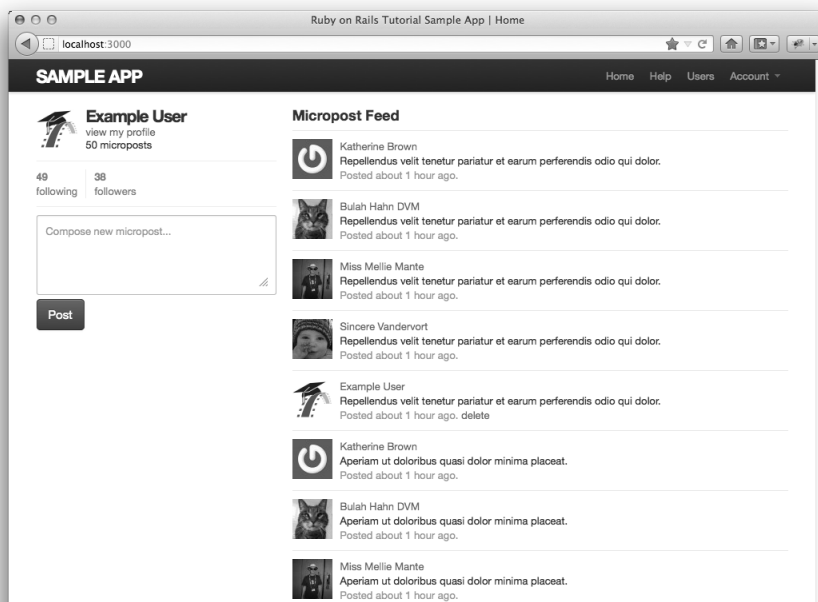 Ruby on Rails Tutorial Sample App | Home
localhost:3000
SAMPLE APP
Home Help Users Account
Example User
view my profile
50 microposts
49 following
38 followers
Compose new micropost...
Post
Micropost Feed
Katherine Brown
Repellendus velit tenetur pariatur et earum perferendis odio qui dolor.
Posted about 1 hour ago.
Bulah Hahn DVM
Repellendus velit tenetur pariatur et earum perferendis odio qui dolor.
Posted about 1 hour ago.
Miss Mellie Mante
Repellendus velit tenetur pariatur et earum perferendis odio qui dolor.
Posted about 1 hour ago.
Sincere Vandervort
Repellendus velit tenetur pariatur et earum perferendis odio qui dolor.
Posted about 1 hour ago.
Example User
Repellendus velit tenetur pariatur et earum perferendis odio qui dolor.
Posted about 1 hour ago. delete
Katherine Brown
Aperiam ut doloribus quasi dolor minima placeat.
Posted about 1 hour ago.
Bulah Hahn DVM
Aperiam ut doloribus quasi dolor minima placeat.
Posted about 1 hour ago.
Miss Mellie Mante
Aperiam ut doloribus quasi dolor minima placeat.
Posted about 1 hour ago.